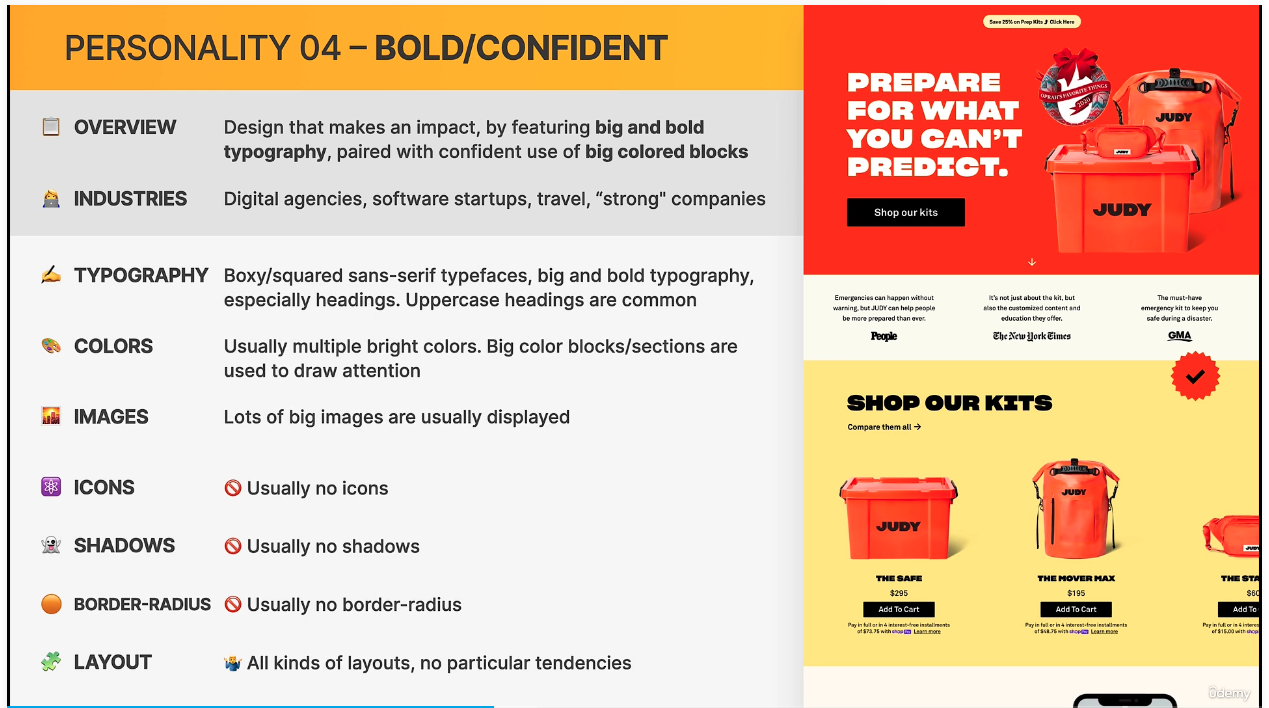 PERSONALITY 04 – BOLD/CONFIDENT
OVERVIEW
Design that makes an impact, by featuring big and bold
typography, paired with confident use of big colored blocks
INDUSTRIES
Digital agencies, software startups, travel, “strong" companies
TYPOGRAPHY
Boxy/squared sans-serif typefaces, big and bold typography,
especially headings. Uppercase headings are common
COLORS
Usually multiple bright colors. Big color blocks/sections are
used to draw attention
IMAGES
Lots of big images are usually displayed
ICONS
Usually no icons
SHADOWS
Usually no shadows
BORDER-RADIUS
Usually no border-radius
LAYOUT
All kinds of layouts, no particular tendencies
Save 25% on Prep Kits Click Here
PREPARE
FOR WHAT
YOU CAN’T
PREDICT.
Shop our kits
OPRAH'S FAVORITE THINGS
2020
JUDY
JUDY
JUDY
Emergencies can happen without
warning, but JUDY can help people
be more prepared than ever.
People
It's not just about the kit, but
also the customized content and
education they offer.
The New York Times
The must-have
emergency kit to keep you
safe during a disaster.
GMA
SHOP OUR KITS
Compare them all →
JUDY
THE SAFE
$295
Add To Cart
Pay in full or in 4 interest-free installments
of $73.75 with shop Pay Learn more
JUDY
THE MOVER MAX
$195
Add To Cart
Pay in full or in 4 interest-free installments
of $48.75 with shop Pay Learn more
JUDY
THE STA
$60
Add To
Pay in full or in 4 interes
of $15.00 with shop
ûdemy